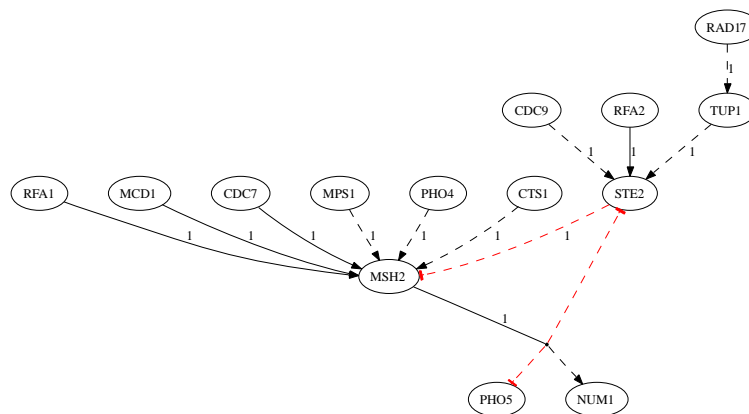 RAD17
1
CDC9 RFA2 TUP1
1 1 1
RFA1 MCD1 CDC7 MPS1 PHO4 CTS1 STE2
1 1 1 1 1 1 1
MSH2
1
PHO5 NUM1